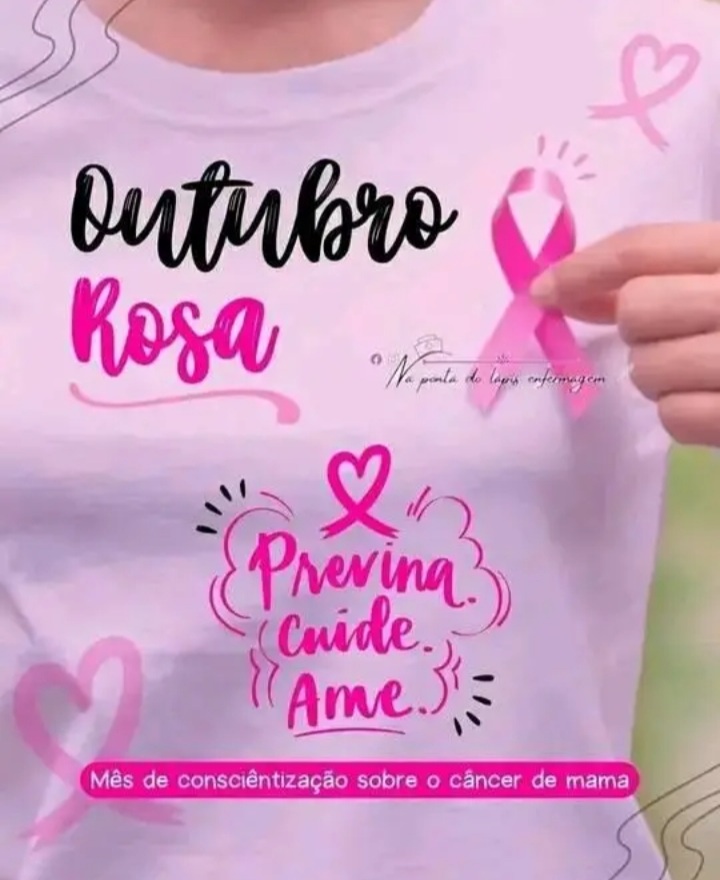 Outubro
Rosa
Na ponta do lápis enfermagem
Previna.
Cuide.
Ame.
Mês de consciêntização sobre o câncer de mama